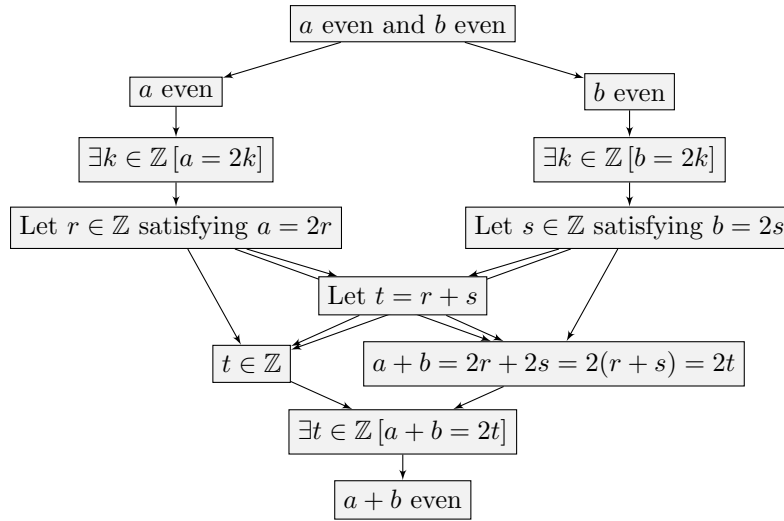 a even and b even
a even
b even
∃k ∈ ℤ [a = 2k]
∃k ∈ ℤ [b = 2k]
Let r ∈ ℤ satisfying a = 2r
Let s ∈ ℤ satisfying b = 2s
Let t = r + s
t ∈ ℤ
a + b = 2r + 2s = 2(r + s) = 2t
∃t ∈ ℤ [a + b = 2t]
a + b even